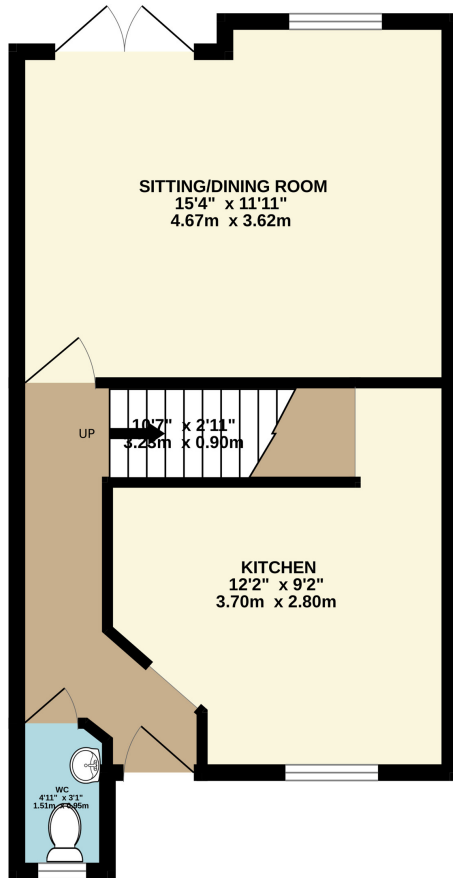 SITTING/DINING ROOM
15'4" x 11'11"
4.67m x 3.62m
UP
10'7" x 2'11"
3.23m x 0.90m
KITCHEN
12'2" x 9'2"
3.70m x 2.80m
WC
4'11" x 3'1"
1.51m x 0.95m